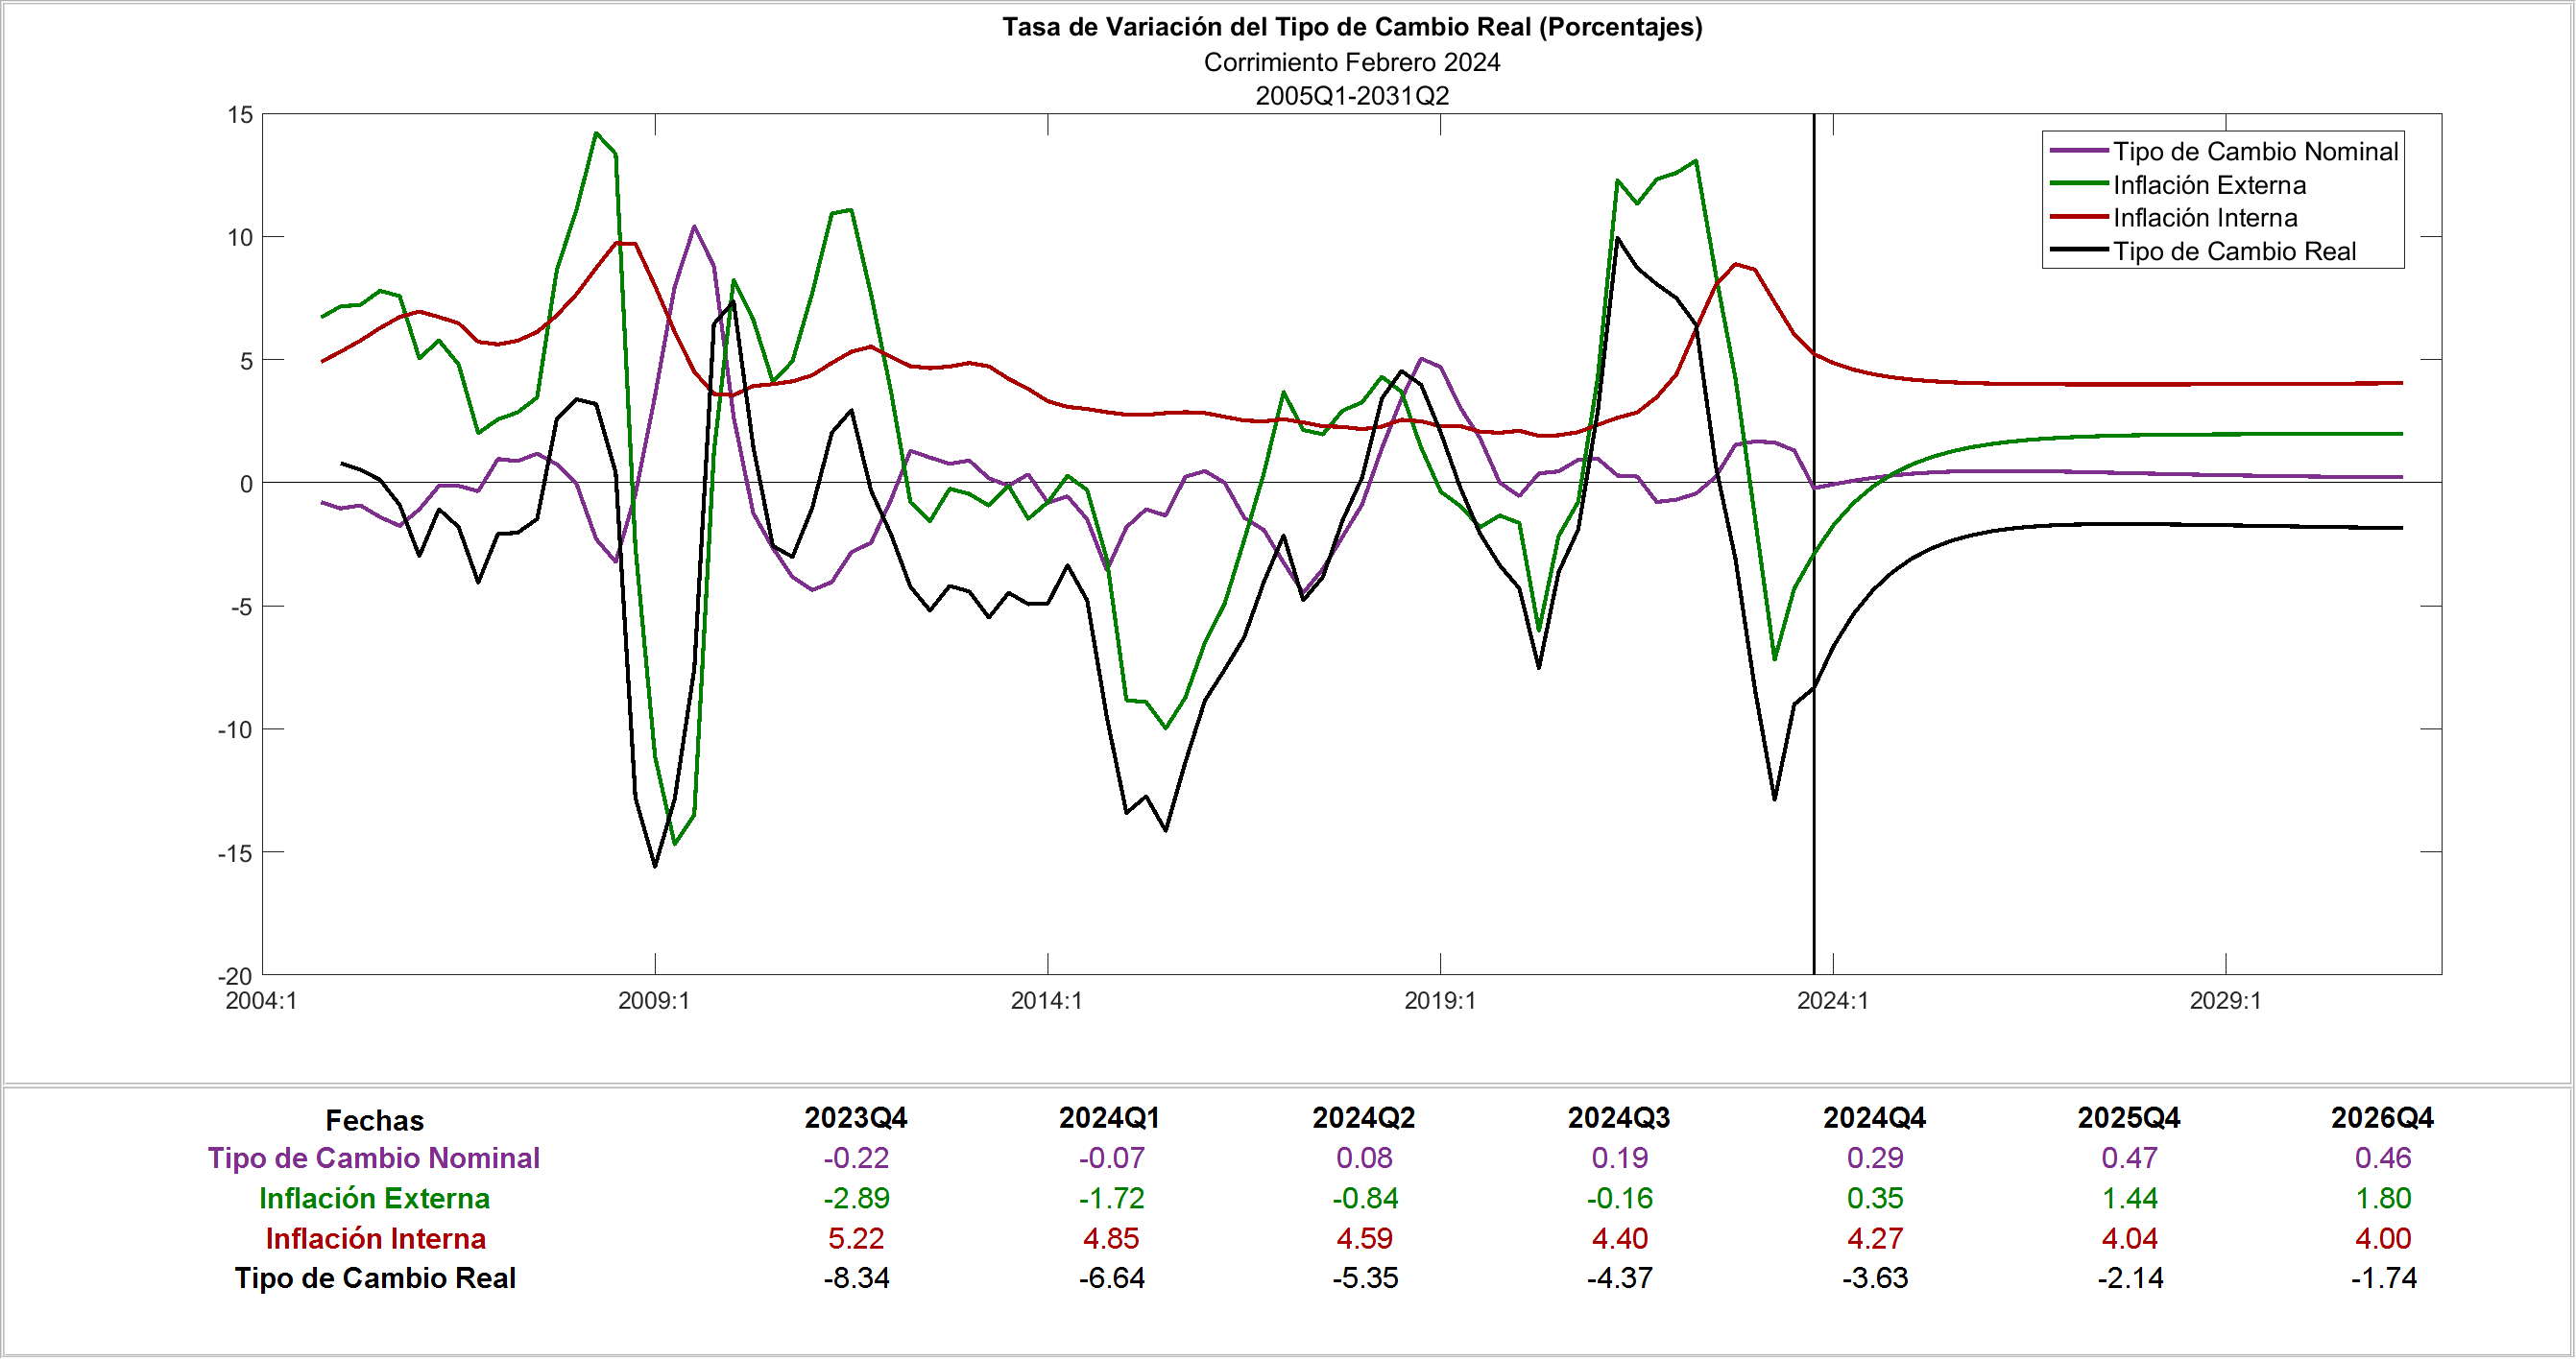 Tasa de Variación del Tipo de Cambio Real (Porcentajes)
Corrimiento Febrero 2024
2005Q1-2031Q2
15
10
5
0
-5
-10
-15
-20
2004:1 2009:1 2014:1 2019:1 2024:1 2029:1
Tipo de Cambio Nominal
Inflación Externa
Inflación Interna
Tipo de Cambio Real
Fechas 2023Q4 2024Q1 2024Q2 2024Q3 2024Q4 2025Q4 2026Q4
Tipo de Cambio Nominal -0.22 -0.07 0.08 0.19 0.29 0.47 0.46
Inflación Externa -2.89 -1.72 -0.84 -0.16 0.35 1.44 1.80
Inflación Interna 5.22 4.85 4.59 4.40 4.27 4.04 4.00
Tipo de Cambio Real -8.34 -6.64 -5.35 -4.37 -3.63 -2.14 -1.74